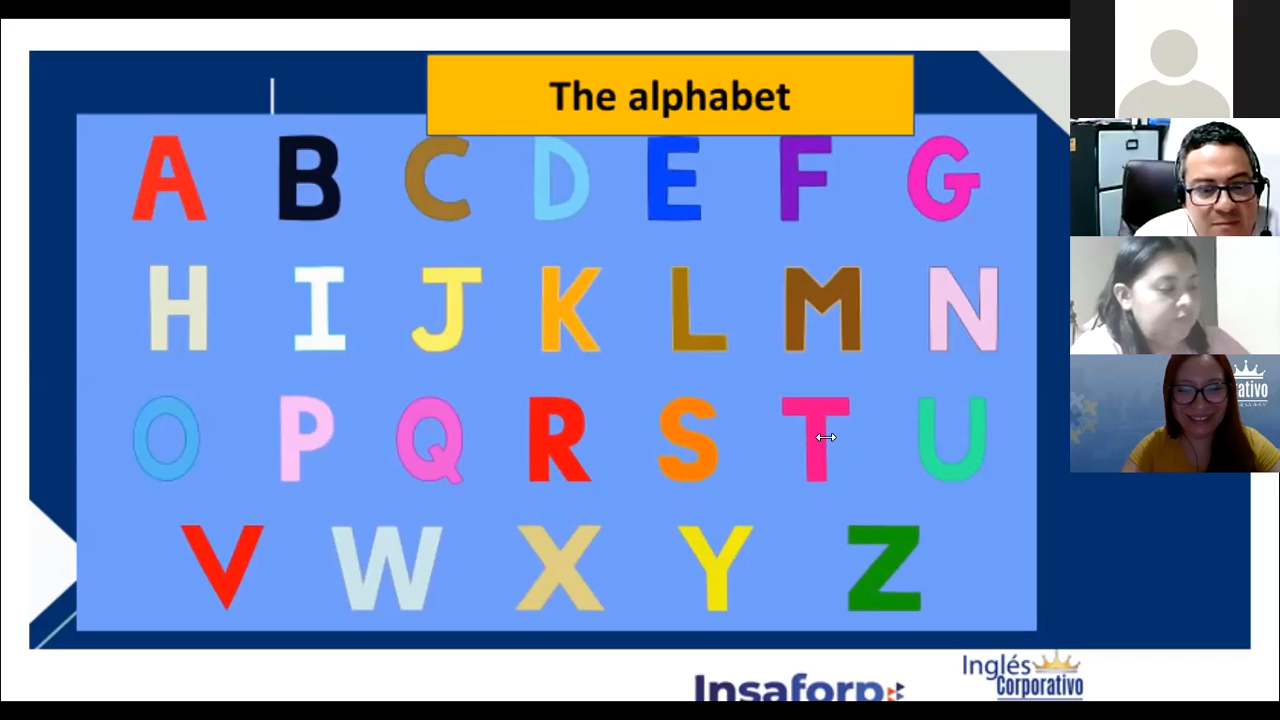 The alphabet
A B C D E F G
H I J K L M N
O P Q R S T U
V W X Y Z
Insaforp
Inglés
Corporativo